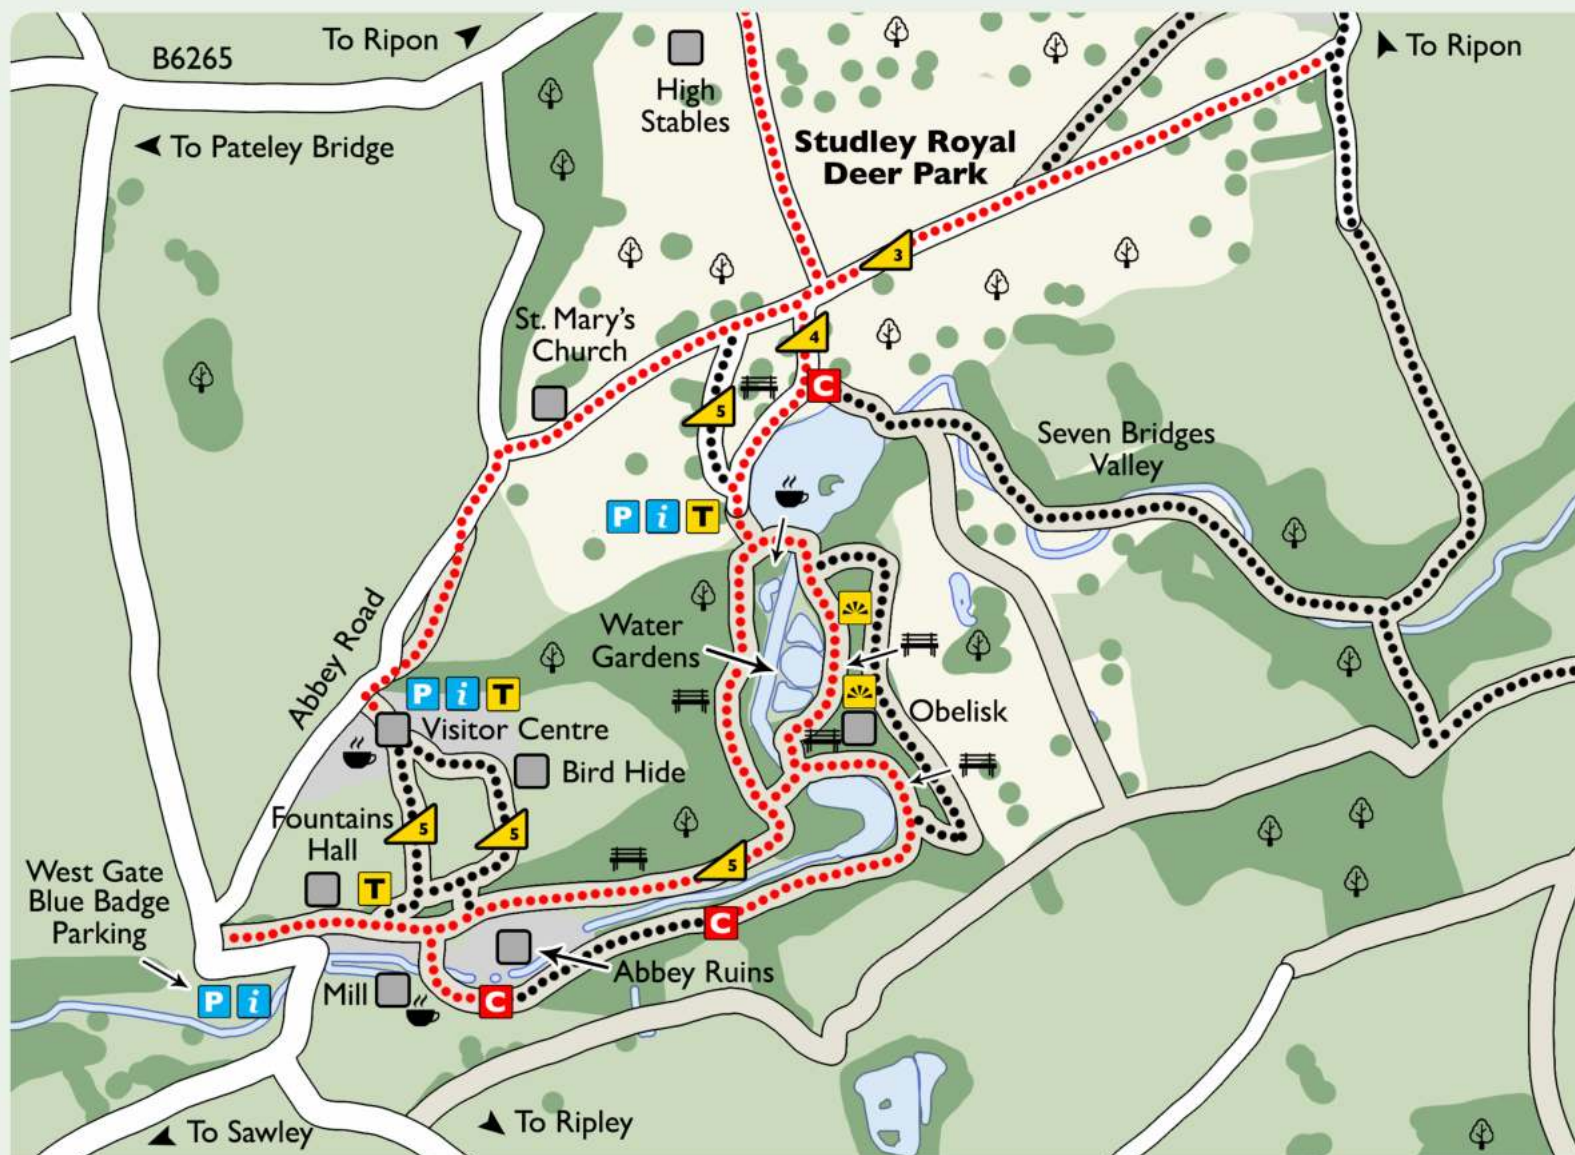 To Ripon
B6265
To Ripon
High
Stables
To Pateley Bridge
Studley Royal
Deer Park
3
St. Mary's
Church
4
C
5
Seven Bridges
Valley
P i T
Abbey Road
Water
Gardens
P i T
Visitor Centre
Obelisk
Bird Hide
Fountains
Hall
5
5
5
West Gate
Blue Badge
Parking
T
C
Abbey Ruins
P i
Mill
C
To Sawley
To Ripley